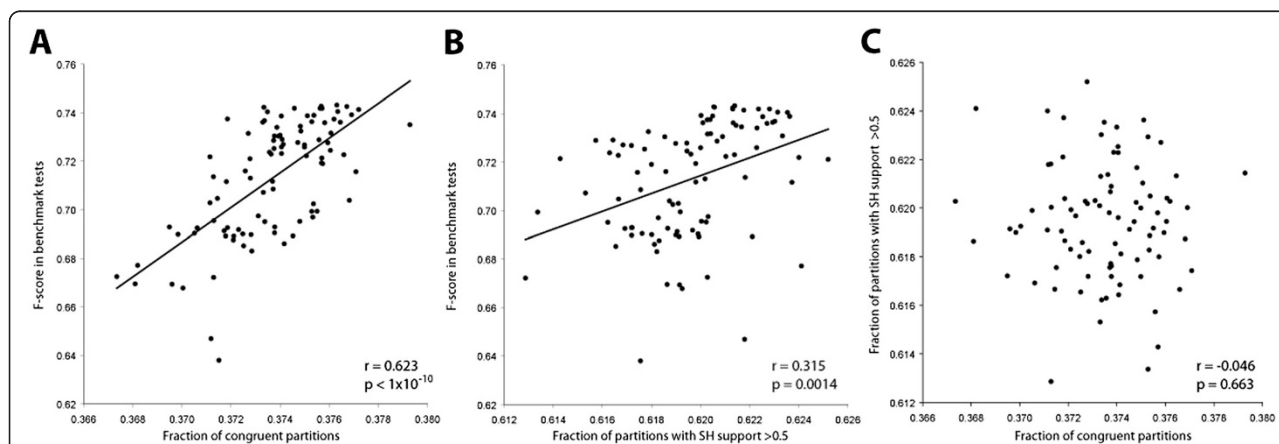 A
F-score in benchmark tests
0.76
0.74
0.72
0.70
0.68
0.66
0.64
0.62
r = 0.623
p < 1x10⁻¹⁰
0.366 0.368 0.370 0.372 0.374 0.376 0.378 0.380
Fraction of congruent partitions
B
F-score in benchmark tests
0.76
0.74
0.72
0.70
0.68
0.66
0.64
0.62
r = 0.315
p = 0.0014
0.612 0.614 0.616 0.618 0.620 0.622 0.624 0.626
Fraction of partitions with SH support >0.5
C
Fraction of partitions with SH support >0.5
0.626
0.624
0.622
0.620
0.618
0.616
0.614
0.612
r = -0.046
p = 0.663
0.366 0.368 0.370 0.372 0.374 0.376 0.378 0.380
Fraction of congruent partitions